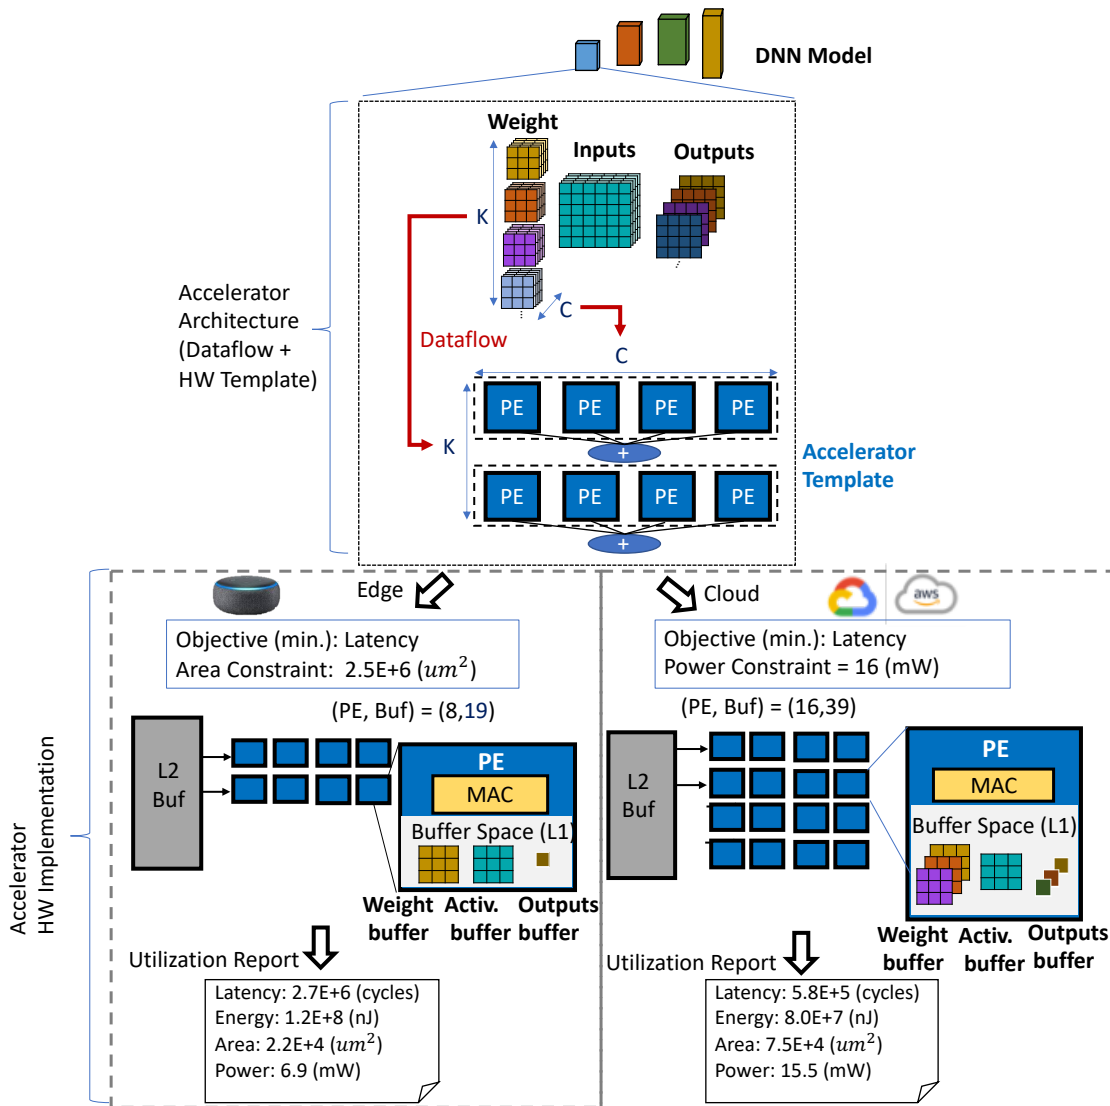 DNN Model
Weight
Inputs
Outputs
K
C
Accelerator
Architecture
(Dataflow +
HW Template)
Dataflow
C
K
PE PE PE PE
+
PE PE PE PE
+
Accelerator
Template
Accelerator
HW Implementation
Edge
Objective (min.): Latency
Area Constraint: 2.5E+6 (um²)
(PE, Buf) = (8,19)
L2
Buf
PE
MAC
Buffer Space (L1)
Weight
buffer
Activ.
buffer
Outputs
buffer
Utilization Report
Latency: 2.7E+6 (cycles)
Energy: 1.2E+8 (nJ)
Area: 2.2E+4 (um²)
Power: 6.9 (mW)
Cloud
aws
Objective (min.): Latency
Power Constraint = 16 (mW)
(PE, Buf) = (16,39)
L2
Buf
PE
MAC
Buffer Space (L1)
Weight
buffer
Activ.
buffer
Outputs
buffer
Utilization Report
Latency: 5.8E+5 (cycles)
Energy: 8.0E+7 (nJ)
Area: 7.5E+4 (um²)
Power: 15.5 (mW)